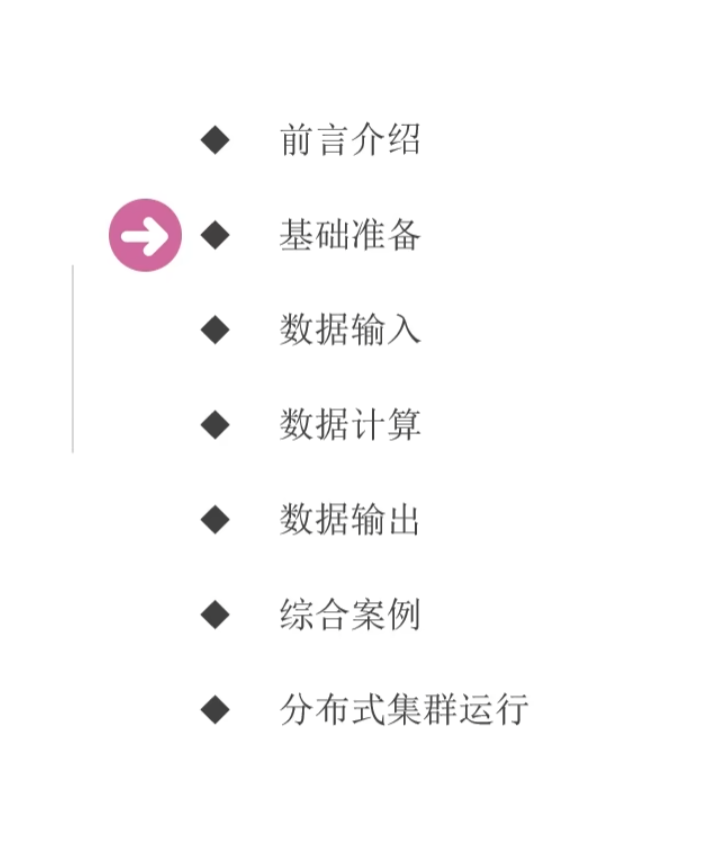 前言介绍
基础准备
数据输入
数据计算
数据输出
综合案例
分布式集群运行